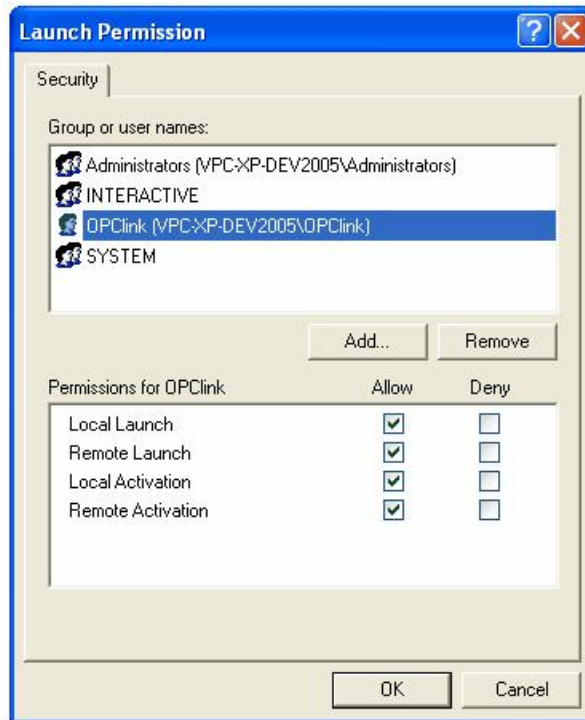 Launch Permission
Security
Group or user names:
Administrators (VPC-XP-DEV2005\Administrators)
INTERACTIVE
OPClink (VPC-XP-DEV2005\OPClink)
SYSTEM
Add... Remove
Permissions for OPClink Allow Deny
Local Launch
Remote Launch
Local Activation
Remote Activation
OK Cancel